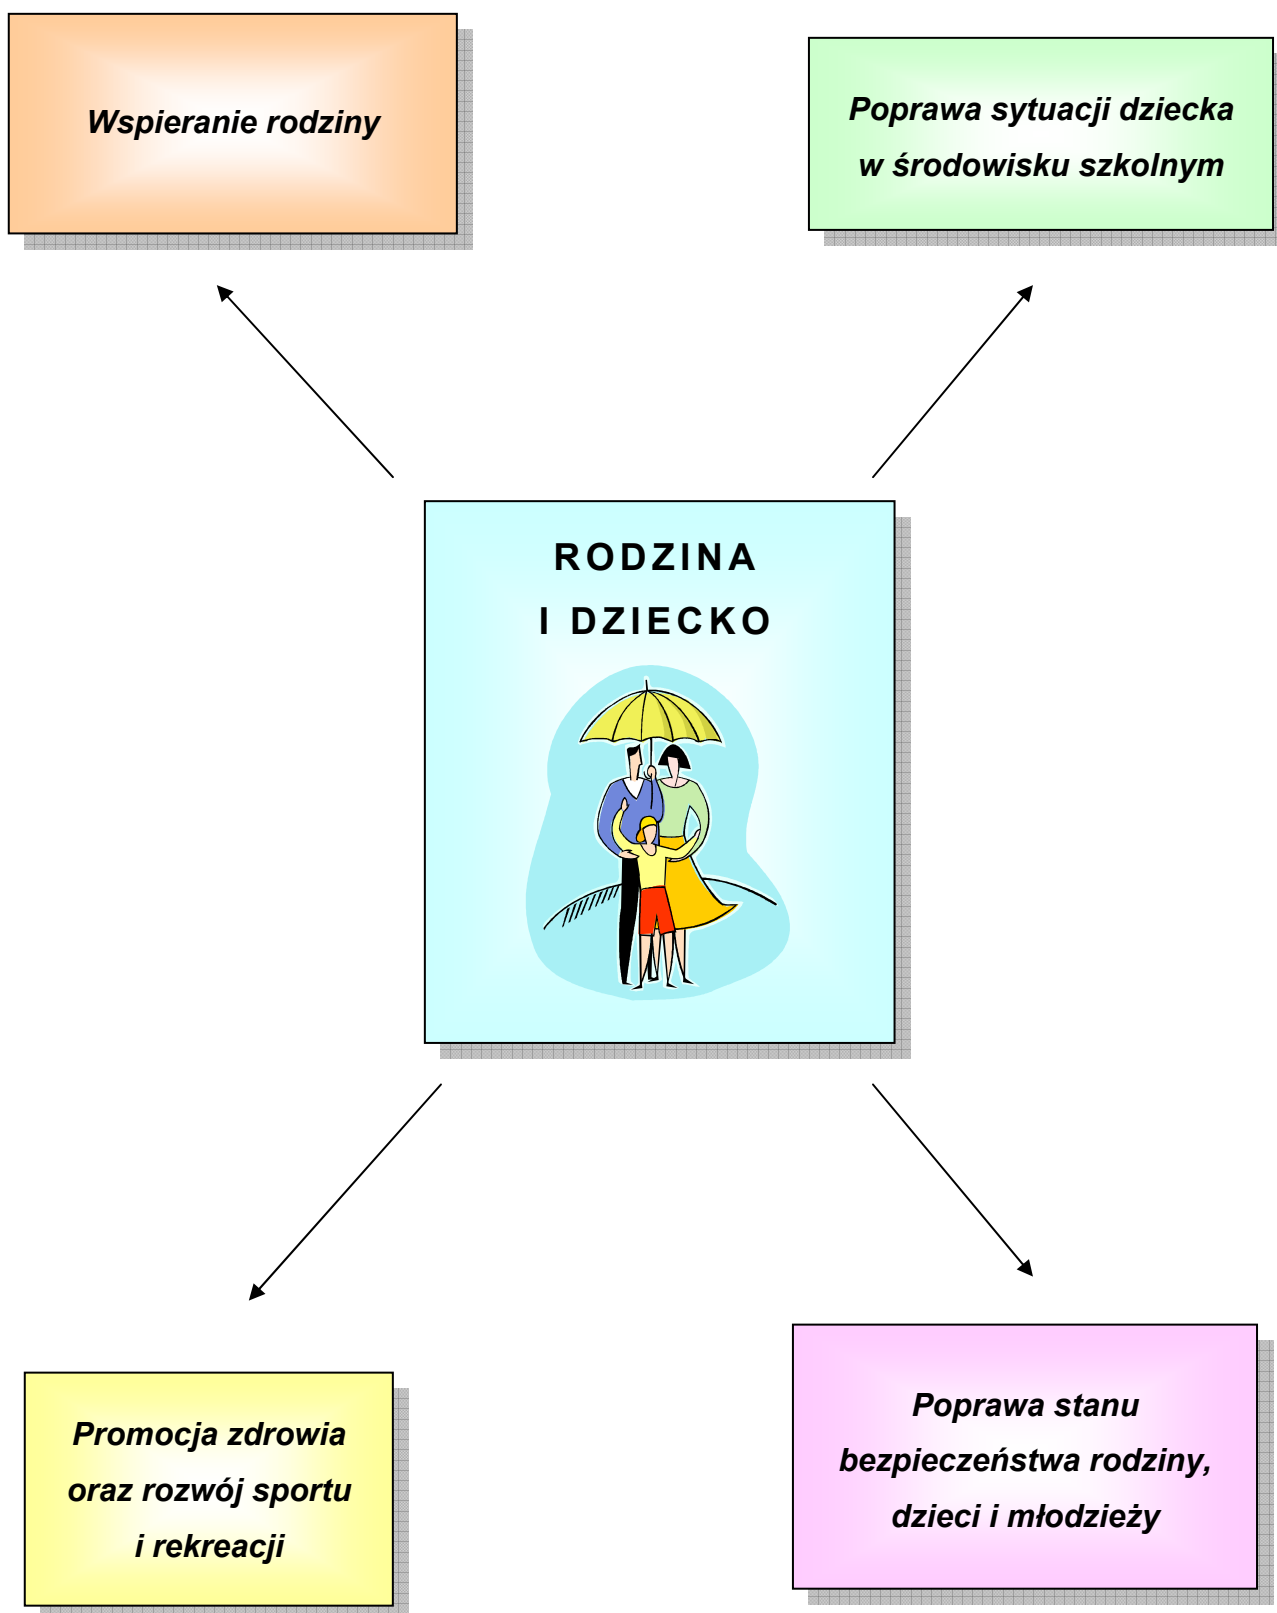 Wspieranie rodziny
Poprawa sytuacji dziecka
w środowisku szkolnym
RODZINA
I DZIECKO
Promocja zdrowia
oraz rozwój sportu
i rekreacji
Poprawa stanu
bezpieczeństwa rodziny,
dzieci i młodzieży